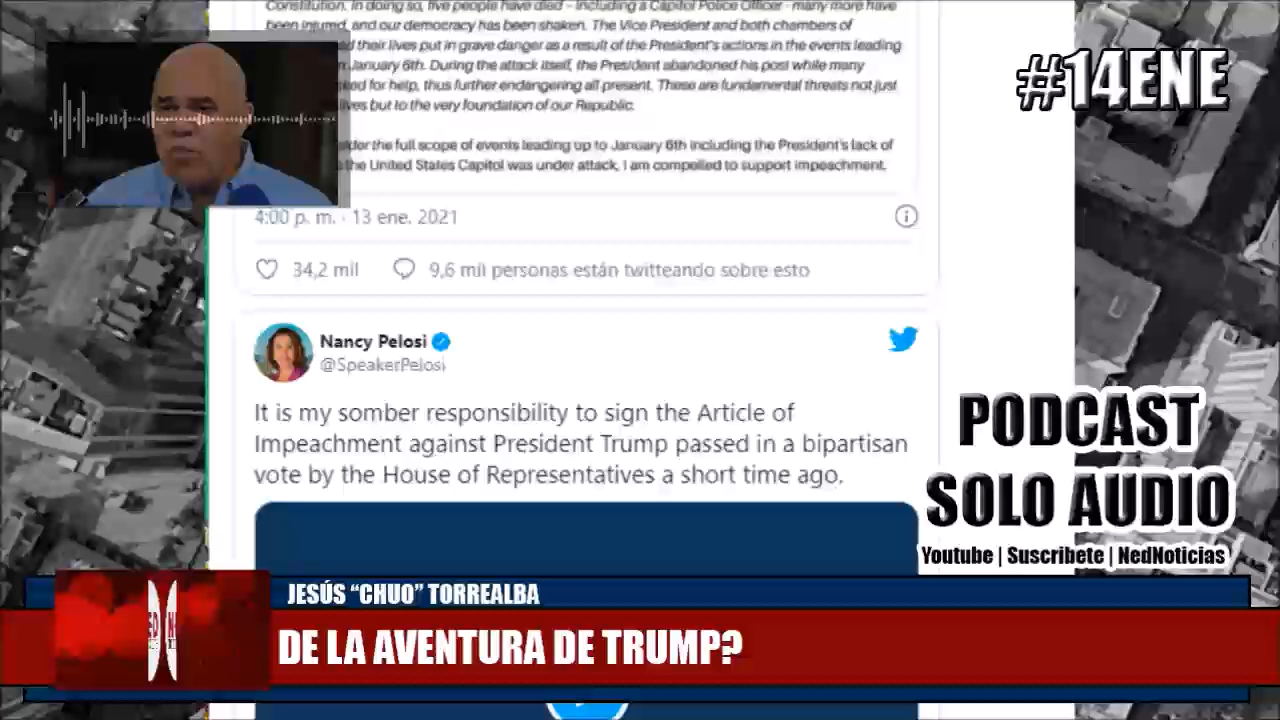 Constitution. In doing so, five people have died - including a Capitol Police Officer - many more have
been injured, and our democracy has been shaken. The Vice President and both chambers of
d their lives put in grave danger as a result of the President's actions in the events leading
January 6th. During the attack itself, the President abandoned his post while many
ked for help, thus further endangering all present. These are fundamental threats not just
lives but to the very foundation of our Republic.
der the full scope of events leading up to January 6th including the President's lack of
the United States Capitol was under attack, I am compelled to support impeachment.
#14ENE
4:00 p. m. · 13 ene. 2021
34,2 mil
9,6 mil personas están twitteando sobre esto
Nancy Pelosi
@SpeakerPelosi
It is my somber responsibility to sign the Article of
Impeachment against President Trump passed in a bipartisan
vote by the House of Representatives a short time ago.
PODCAST
SOLO AUDIO
Youtube | Suscribete | NedNoticias
JESÚS “CHUO” TORREALBA
DE LA AVENTURA DE TRUMP?